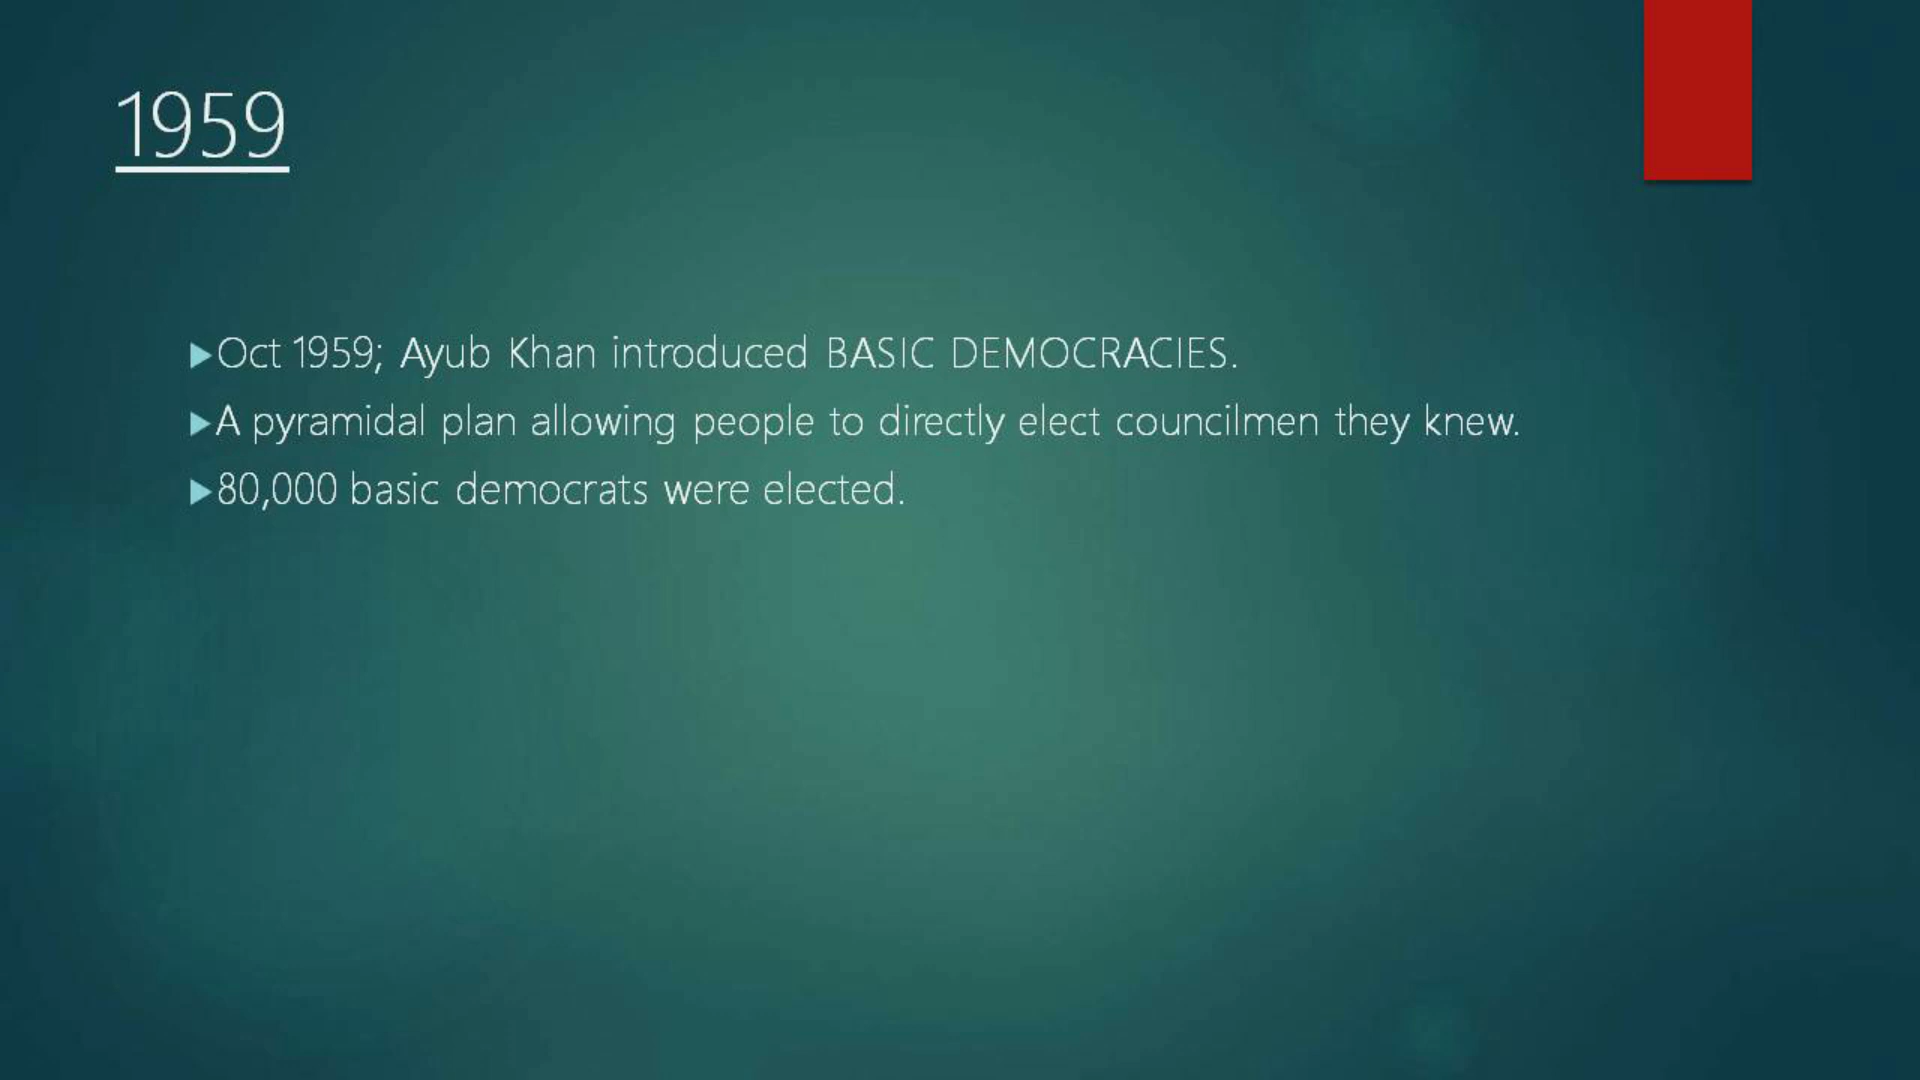 1959
Oct 1959; Ayub Khan introduced BASIC DEMOCRACIES.
A pyramidal plan allowing people to directly elect councilmen they knew.
80,000 basic democrats were elected.